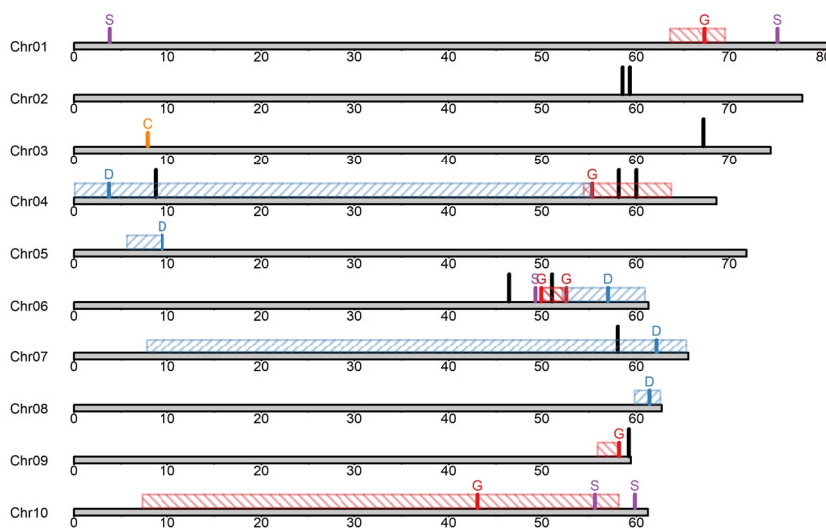 S G S
Chr01
0 10 20 30 40 50 60 70 80
Chr02
0 10 20 30 40 50 60 70
C
Chr03
0 10 20 30 40 50 60 70
D G
Chr04
0 10 20 30 40 50 60
D
Chr05
0 10 20 30 40 50 60 70
S G G D
Chr06
0 10 20 30 40 50 60
D
Chr07
0 10 20 30 40 50 60
D
Chr08
0 10 20 30 40 50 60
G
Chr09
0 10 20 30 40 50
G S S
Chr10
0 10 20 30 40 50 60